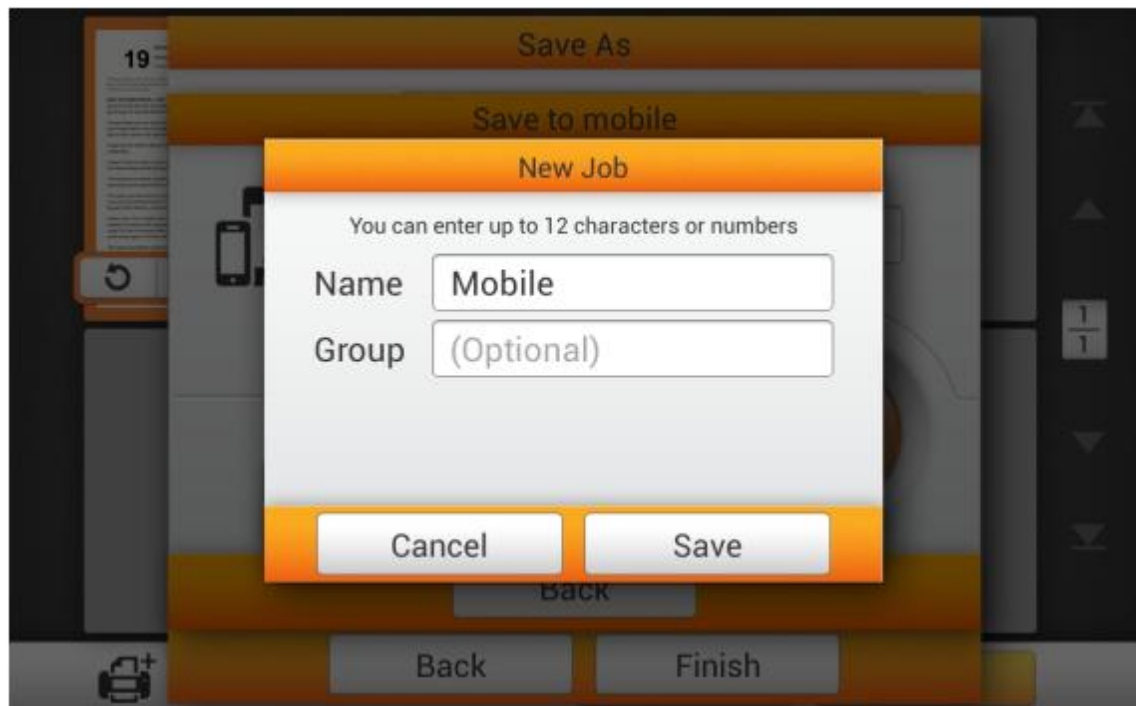 Save As
19
Save to mobile
New Job
You can enter up to 12 characters or numbers
Name Mobile
Group (Optional)
1
1
Cancel Save
Back
Back Finish